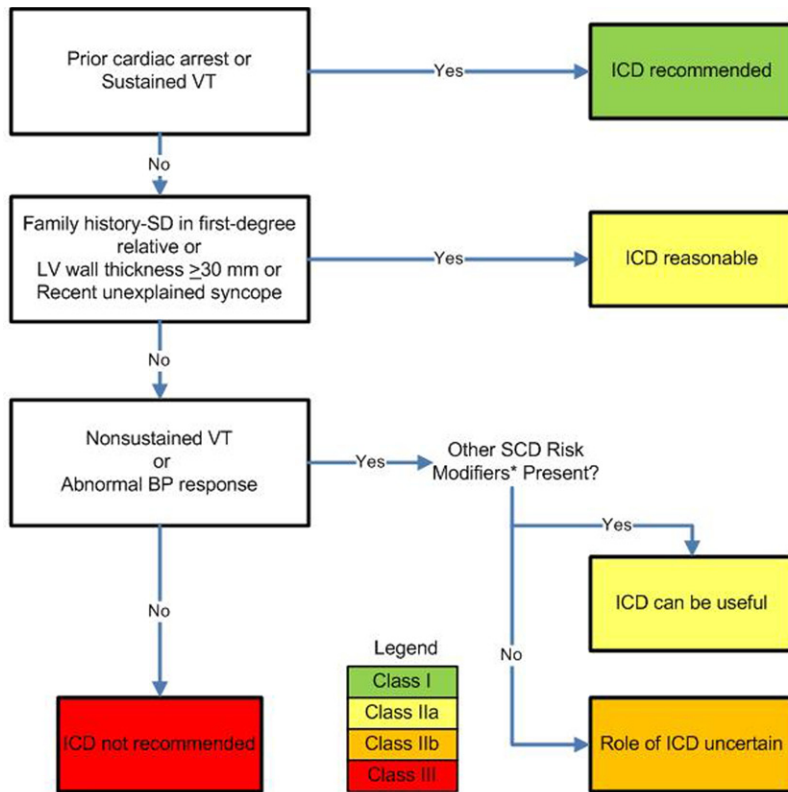 Prior cardiac arrest or
Sustained VT
Yes
ICD recommended
No
Family history-SD in first-degree
relative or
LV wall thickness ≥30 mm or
Recent unexplained syncope
Yes
ICD reasonable
No
Nonsustained VT
or
Abnormal BP response
Yes
Other SCD Risk
Modifiers* Present?
Yes
ICD can be useful
No
No
Legend
Class I
Class IIa
Class IIb
Class III
ICD not recommended
Role of ICD uncertain